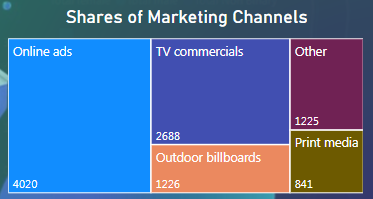 Shares of Marketing Channels
Online ads
4020
TV commercials
2688
Outdoor billboards
1226
Other
1225
Print media
841